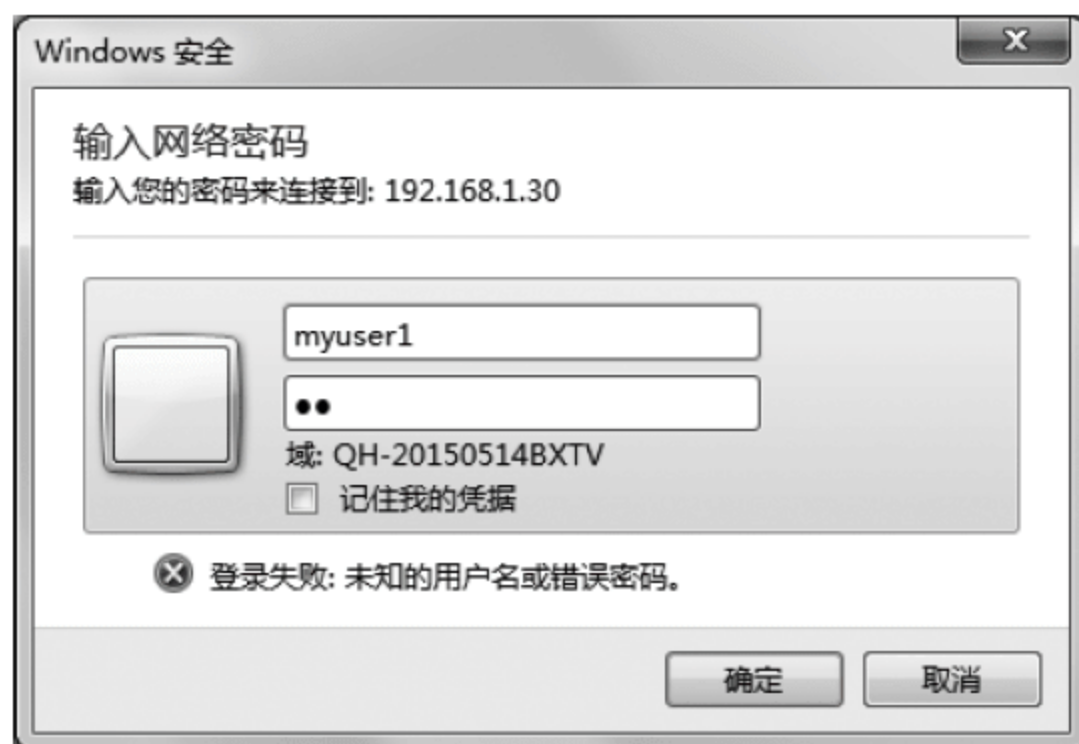 Windows 安全
输入网络密码
输入您的密码来连接到: 192.168.1.30
myuser1
●●
域: QH-20150514BXTV
记住我的凭据
登录失败: 未知的用户名或错误密码。
确定
取消